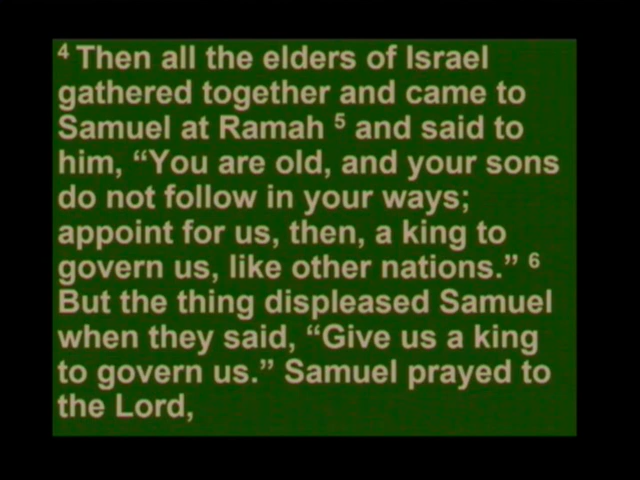 ⁴ Then all the elders of Israel
gathered together and came to
Samuel at Ramah ⁵ and said to
him, “You are old, and your sons
do not follow in your ways;
appoint for us, then, a king to
govern us, like other nations.” ⁶
But the thing displeased Samuel
when they said, “Give us a king
to govern us.” Samuel prayed to
the Lord,